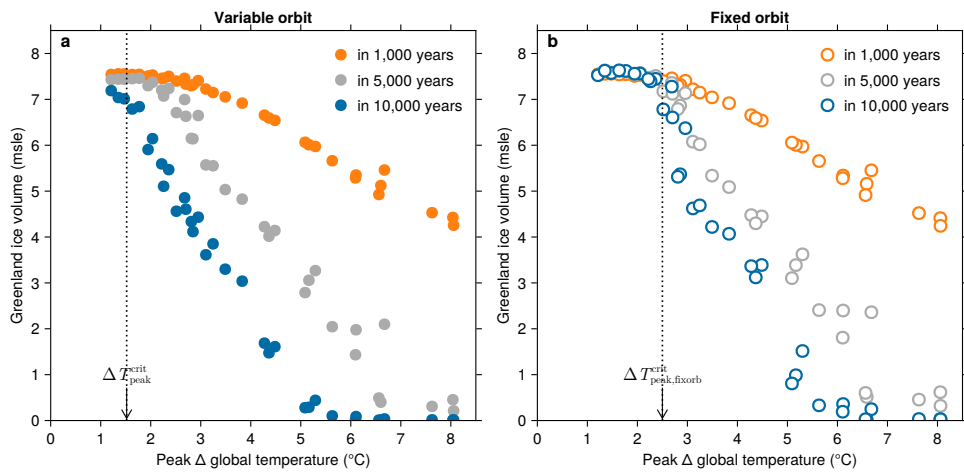 Variable orbit
a
in 1,000 years
in 5,000 years
in 10,000 years
Greenland ice volume (msle)
8
7
6
5
4
3
2
1
0
Δ T^crit_peak
0 1 2 3 4 5 6 7 8
Peak Δ global temperature (°C)
Fixed orbit
b
in 1,000 years
in 5,000 years
in 10,000 years
Greenland ice volume (msle)
8
7
6
5
4
3
2
1
0
Δ T^crit_peak,fixorb
0 1 2 3 4 5 6 7 8
Peak Δ global temperature (°C)